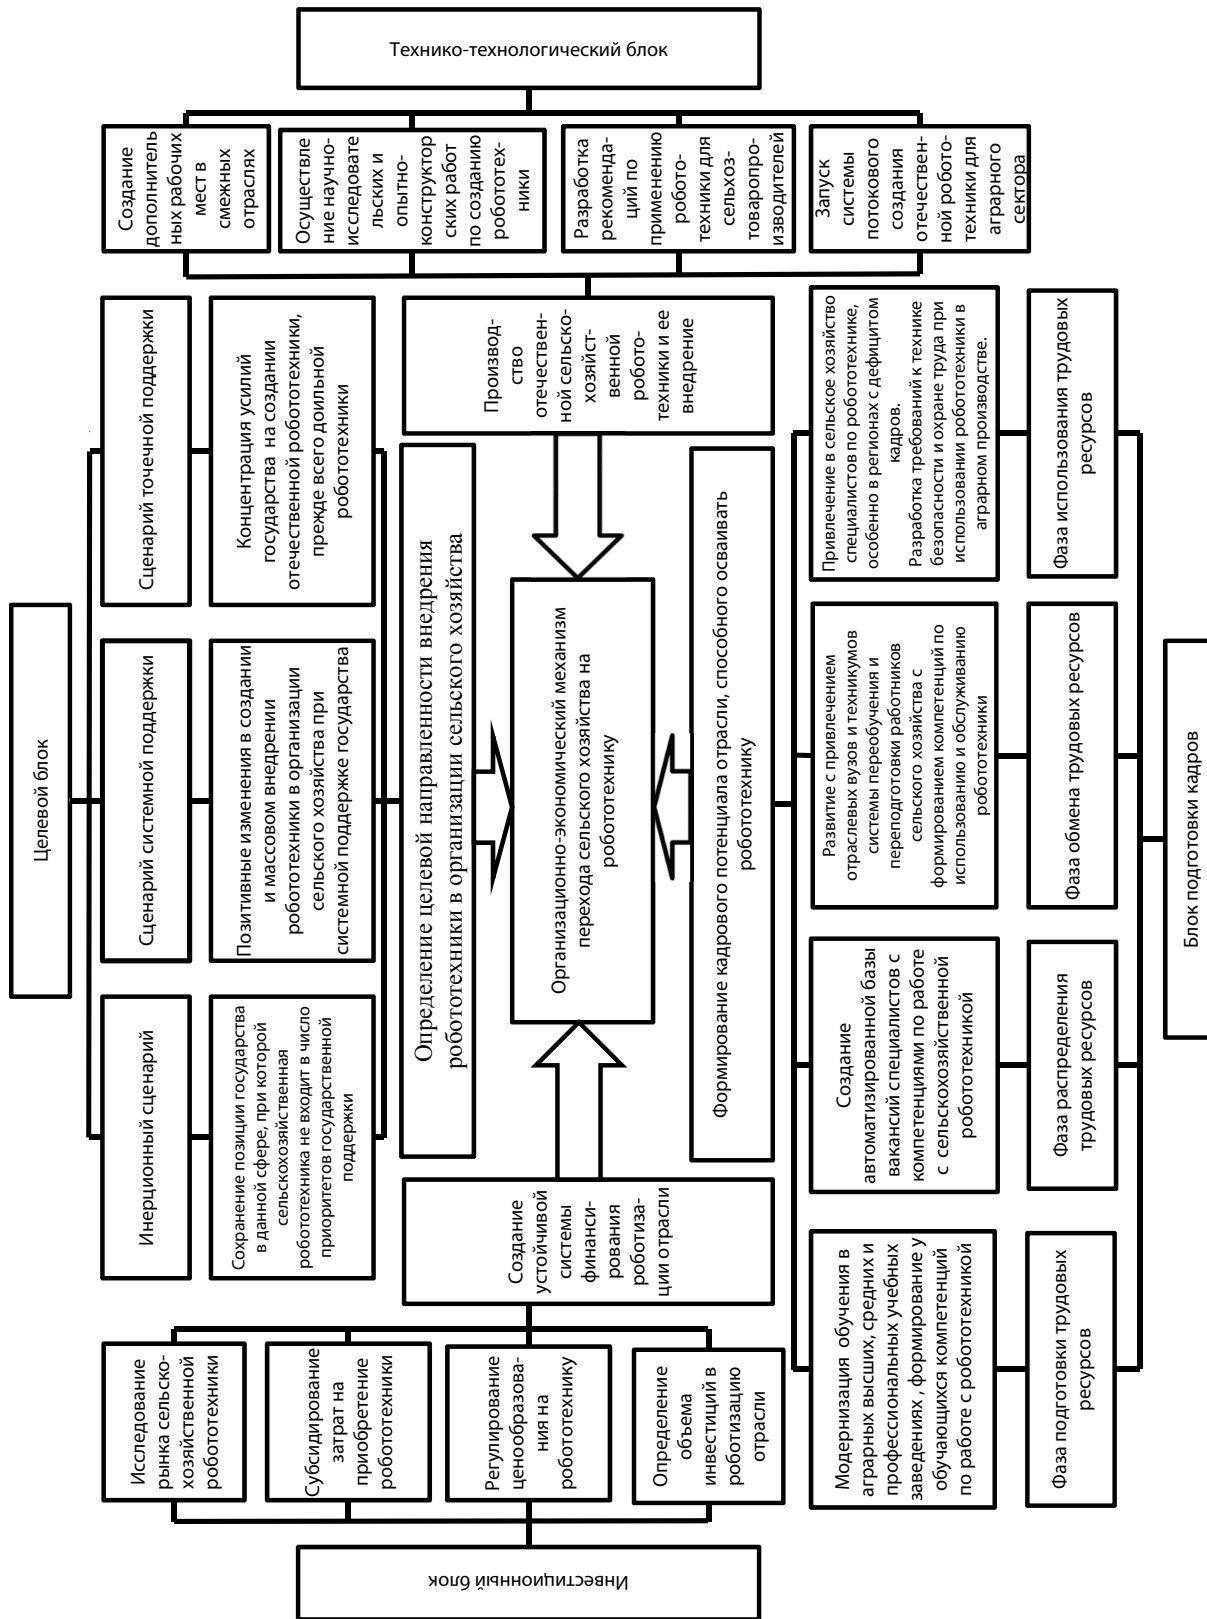 Целевой блок
Инерционный сценарий
Сценарий системной поддержки
Сценарий точечной поддержки
Сохранение позиции государства
в данной сфере, при которой
сельскохозяйственная
робототехника не входит в число
приоритетов государственной
поддержки
Позитивные изменения в создании
и массовом внедрении
робототехники в организации
сельского хозяйства при
системной поддержке государства
Концентрация усилий
государства на создании
отечественной робототехники,
прежде всего доильной
робототехники
Определение целевой направленности внедрения
робототехники в организации сельского хозяйства
Инвестиционный блок
Исследование
рынка сельско-
хозяйственной
робототехники
Субсидирование
затрат на
приобретение
робототехники
Регулирование
ценообразова-
ния на
робототехнику
Определение
объема
инвестиций в
роботизацию
отрасли
Создание
устойчивой
системы
финанси-
рования
роботиза-
ции отрасли
Организационно-экономический механизм
перехода сельского хозяйства на
робототехнику
Производ-
ство
отечествен-
ной сельско-
хозяйст-
венной
робото-
техники и ее
внедрение
Создание
дополнитель
ных рабочих
мест в
смежных
отраслях
Осуществле
ние научно-
исследовате
льских и
опытно-
конструктор
ских работ
по созданию
робототех-
ники
Разработка
рекоменда-
ций по
применению
робото-
техники для
сельхоз-
товаропро-
изводителей
Запуск
системы
потокового
создания
отечествен-
ной робото-
техники для
аграрного
сектора
Технико-технологический блок
Формирование кадрового потенциала отрасли, способного осваивать
робототехнику
Модернизация обучения в
аграрных высших, средних и
профессиональных учебных
заведениях , формирование у
обучающихся компетенций
по работе с робототехникой
Создание
автоматизированной базы
вакансий специалистов с
компетенциями по работе
с сельскохозяйственной
робототехникой
Развитие с привлечением
отраслевых вузов и техникумов
системы переобучения и
переподготовки работников
сельского хозяйства с
формированием компетенций по
использованию и обслуживанию
робототехники
Привлечение в сельское хозяйство
специалистов по робототехнике,
особенно в регионах с дефицитом
кадров.
Разработка требований к технике
безопасности и охране труда при
использовании робототехники в
аграрном производстве.
Фаза подготовки трудовых
ресурсов
Фаза распределения
трудовых ресурсов
Фаза обмена трудовых ресурсов
Фаза использования трудовых
ресурсов
Блок подготовки кадров